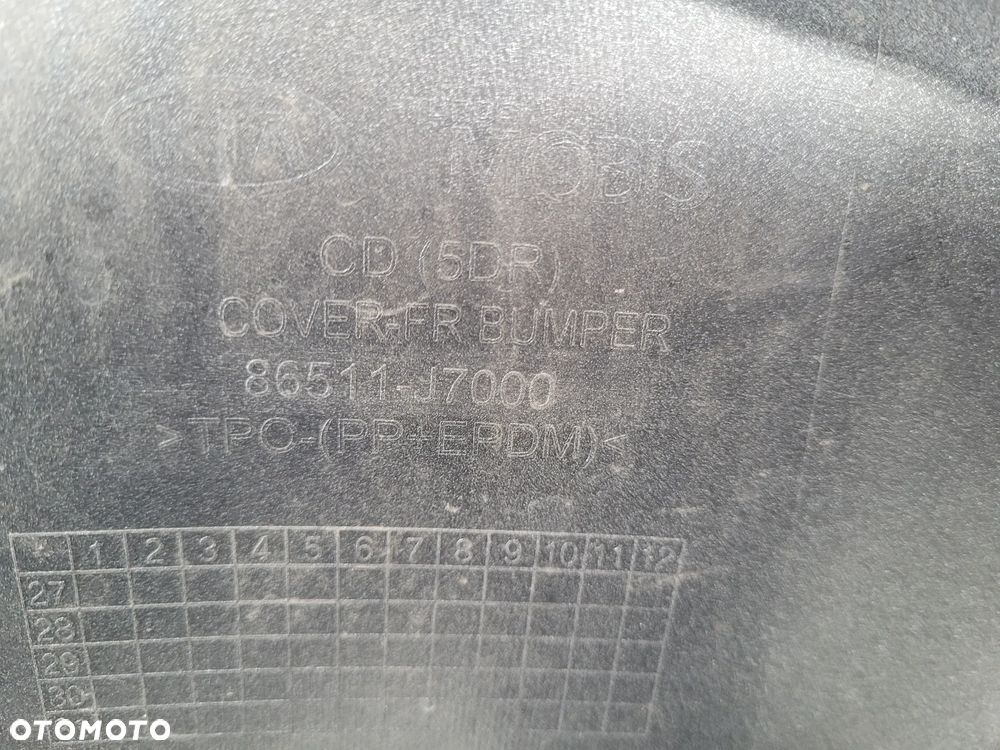 KIA MOBIS
CD (5DR)
COVER-FR BUMPER
86511-J7000
>TPO-(PP+EPDM)<
1 2 3 4 5 6 7 8 9 10 11 12
27
28
29
30
OTOMOTO